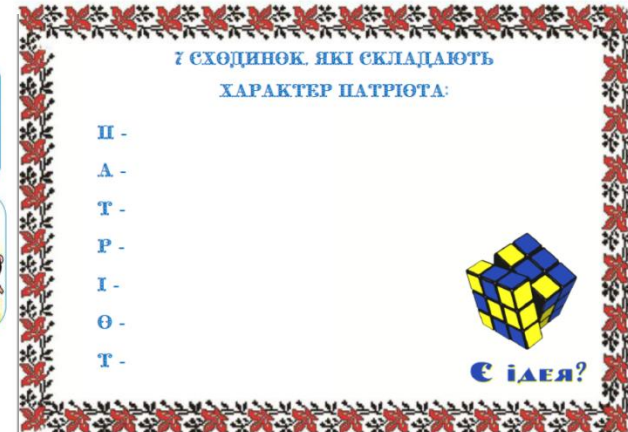 7 СХОДИНОК, ЯКІ СКЛАДАЮТЬ
ХАРАКТЕР ПАТРІОТА:
П -
А -
Т -
Р -
І -
О -
Т -
Є ідея?